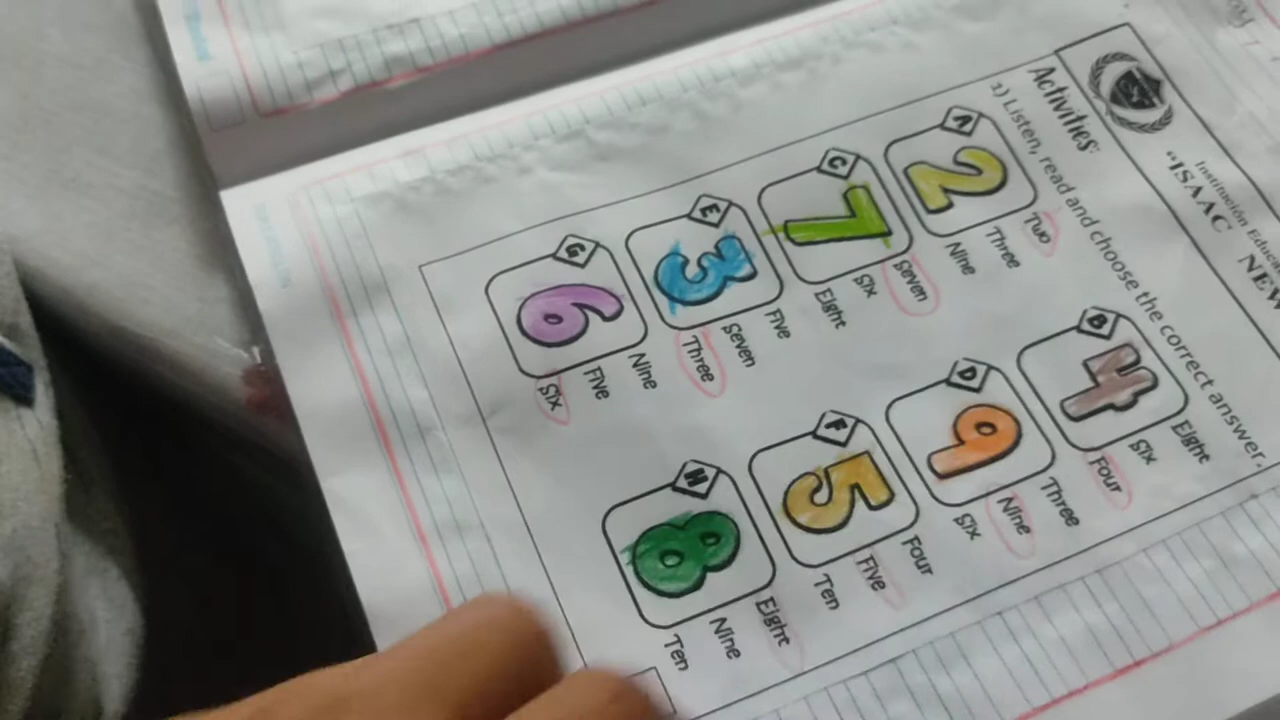 Institución Educa
"ISAAC
NEW
Activities:
1) Listen, read and choose the correct answer.
A
2
Two
Three
Nine
B
4
Eight
Six
Four
C
7
Seven
Six
Eight
D
9
Three
Nine
Six
E
3
Five
Seven
Three
F
5
Four
Five
Ten
G
6
Nine
Five
Six
H
8
Eight
Nine
Ten